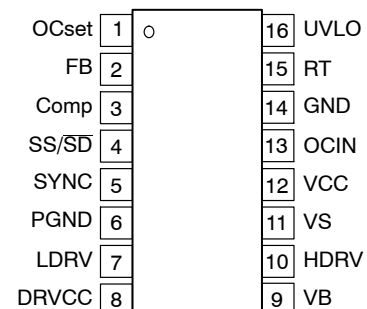 OCset 1 16 UVLO
FB 2 15 RT
Comp 3 14 GND
SS/SD 4 13 OCIN
SYNC 5 12 VCC
PGND 6 11 VS
LDRV 7 10 HDRV
DRVCC 8 9 VB